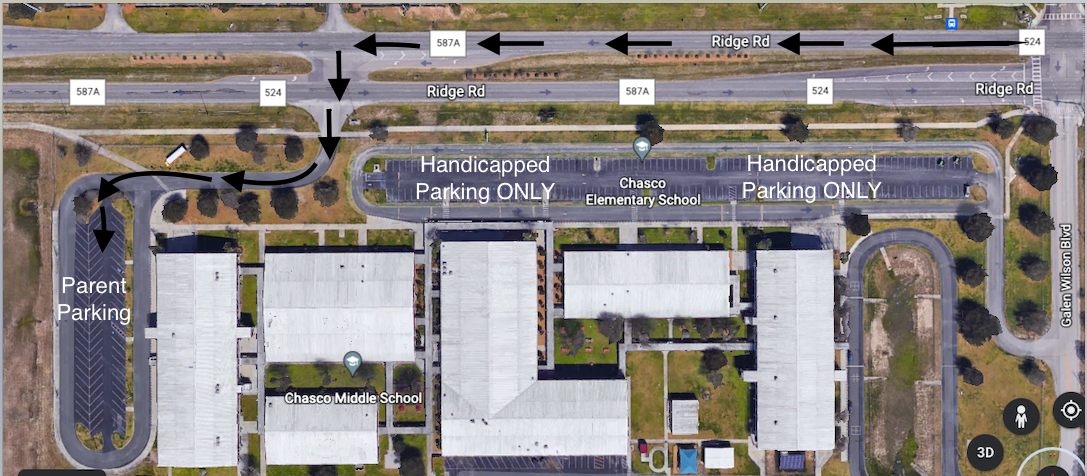 587A
Ridge Rd
524
587A
524
Ridge Rd
587A
524
Ridge Rd
Handicapped
Parking ONLY
Handicapped
Parking ONLY
Chasco
Elementary School
Galen Wilson Blvd
Parent
Parking
Chasco Middle School
3D